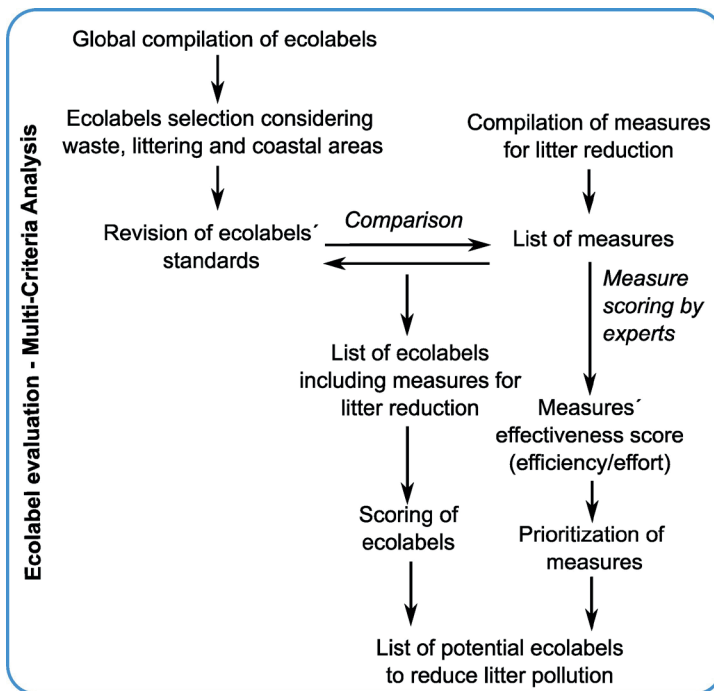 Ecolabel evaluation - Multi-Criteria Analysis
Global compilation of ecolabels
Ecolabels selection considering
waste, littering and coastal areas
Revision of ecolabels´
standards
Comparison
Compilation of measures
for litter reduction
List of measures
Measure
scoring by
experts
List of ecolabels
including measures for
litter reduction
Measures´
effectiveness score
(efficiency/effort)
Scoring of
ecolabels
Prioritization of
measures
List of potential ecolabels
to reduce litter pollution